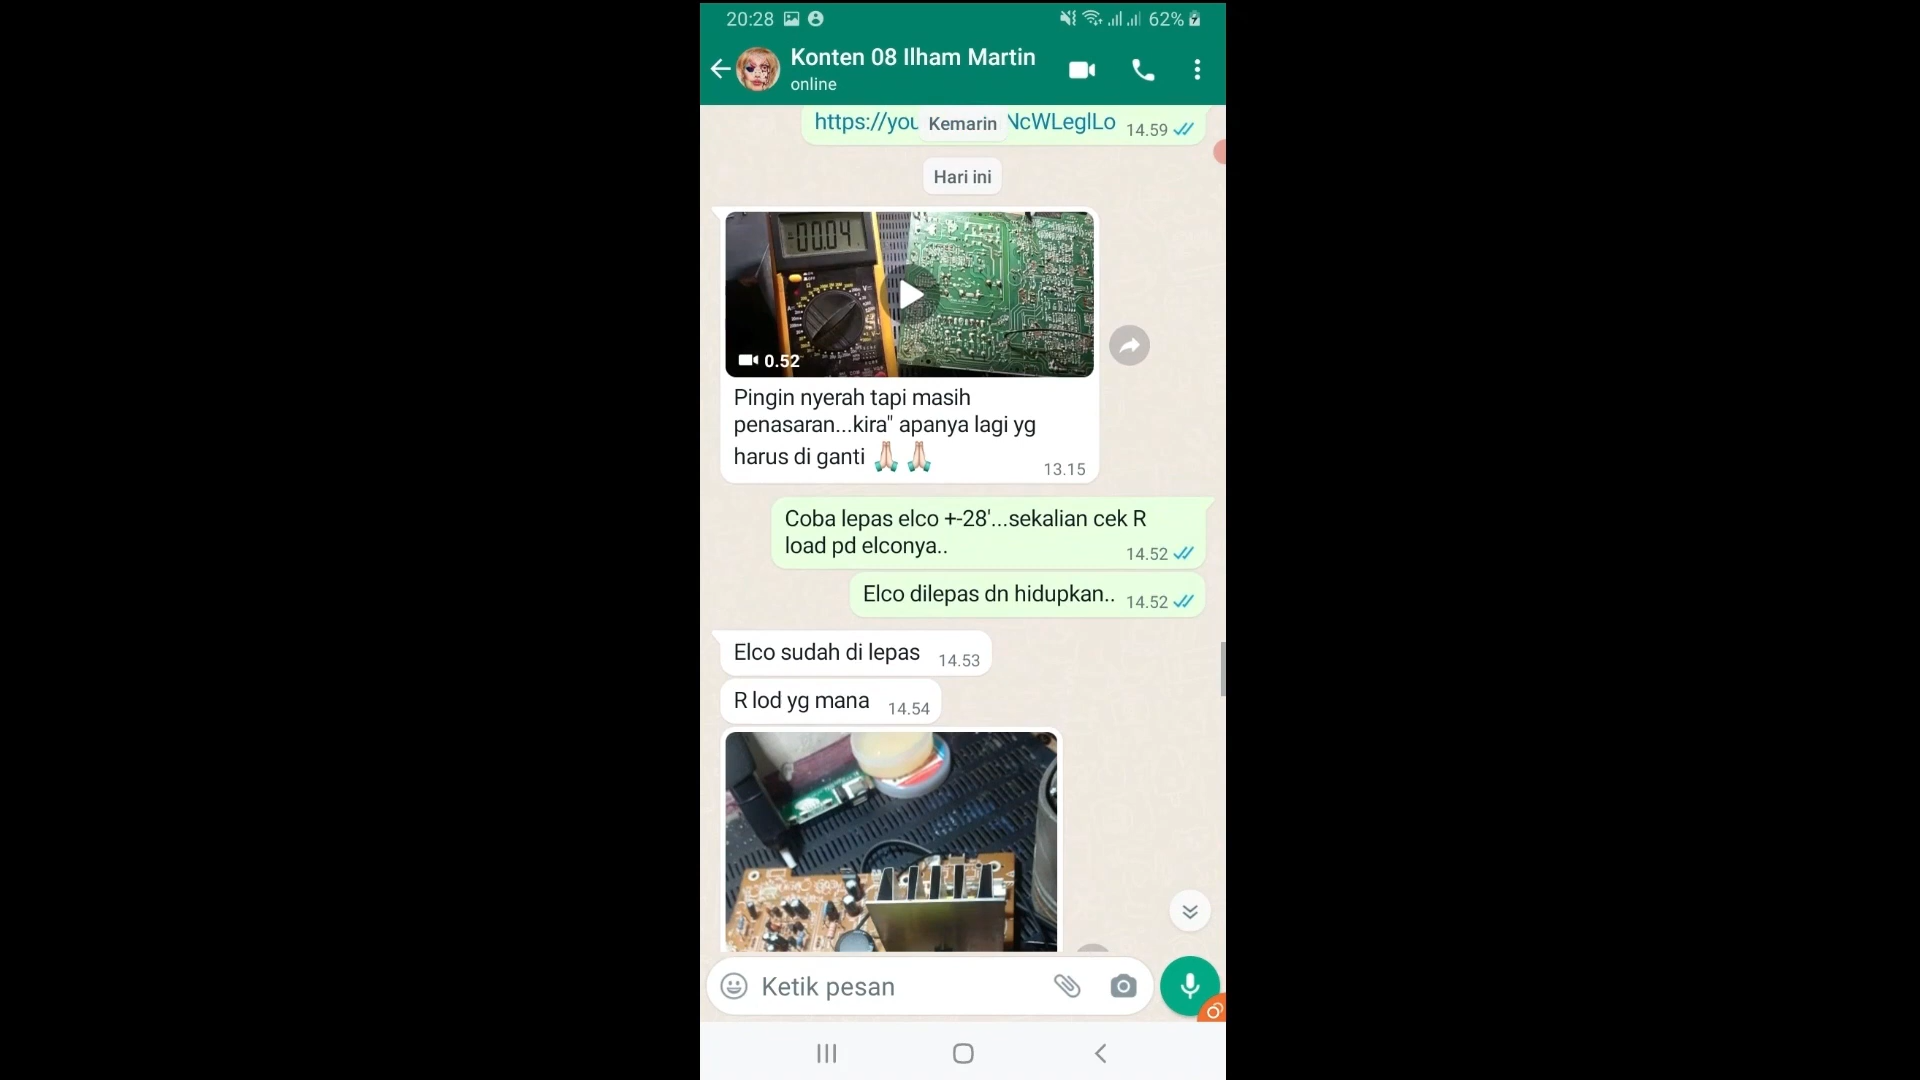 20:28
62%
Konten 08 Ilham Martin
online
https://you
Kemarin
NcWLeglLo
14.59
Hari ini
-00.04
0.52
Pingin nyerah tapi masih
penasaran...kira" apanya lagi yg
harus di ganti
13.15
Coba lepas elco +-28'...sekalian cek R
load pd elconya..
14.52
Elco dilepas dn hidupkan..
14.52
Elco sudah di lepas
14.53
R lod yg mana
14.54
Ketik pesan